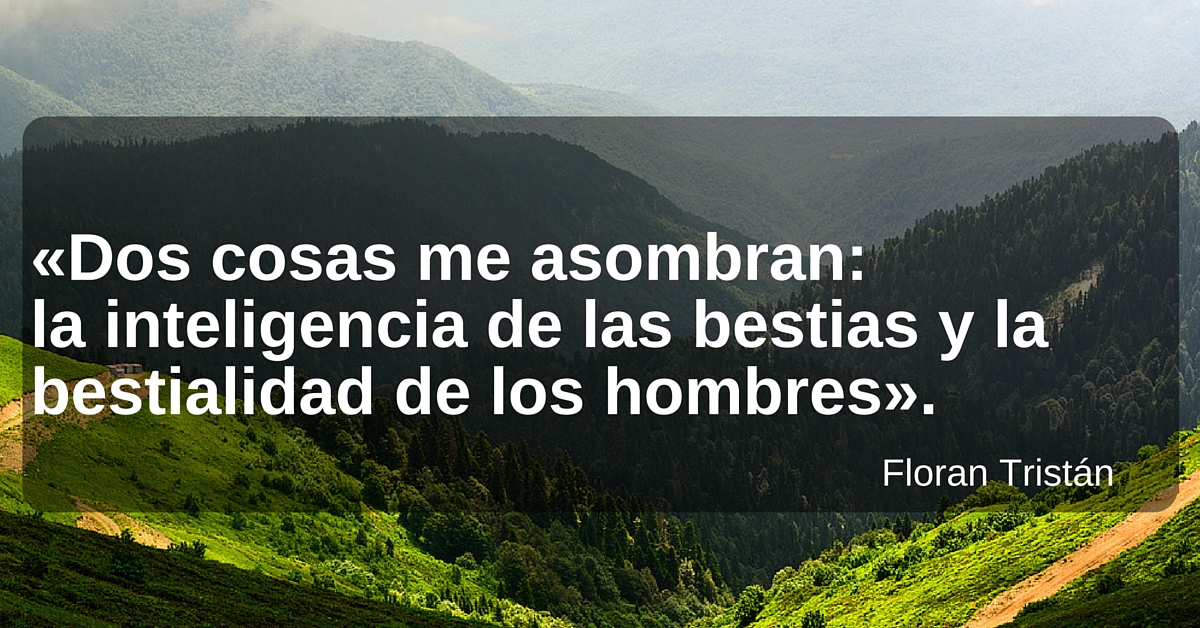 «Dos cosas me asombran:
la inteligencia de las bestias y la
bestialidad de los hombres».
Floran Tristán